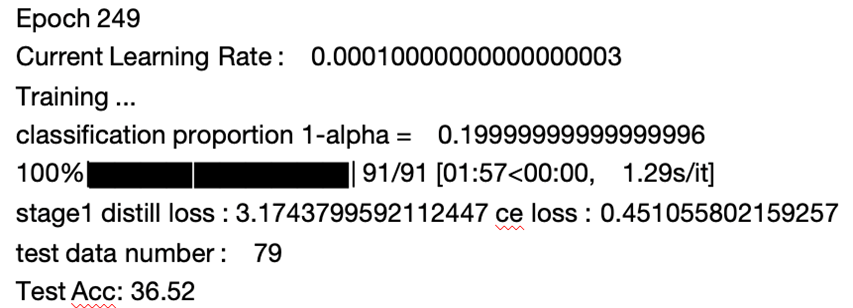 Epoch 249
Current Learning Rate :   0.00010000000000000003
Training ...
classification proportion 1-alpha =   0.19999999999999996
100%|██████████| 91/91 [01:57<00:00,   1.29s/it]
stage1 distill loss : 3.1743799592112447 ce loss : 0.451055802159257
test data number :   79
Test Acc: 36.52